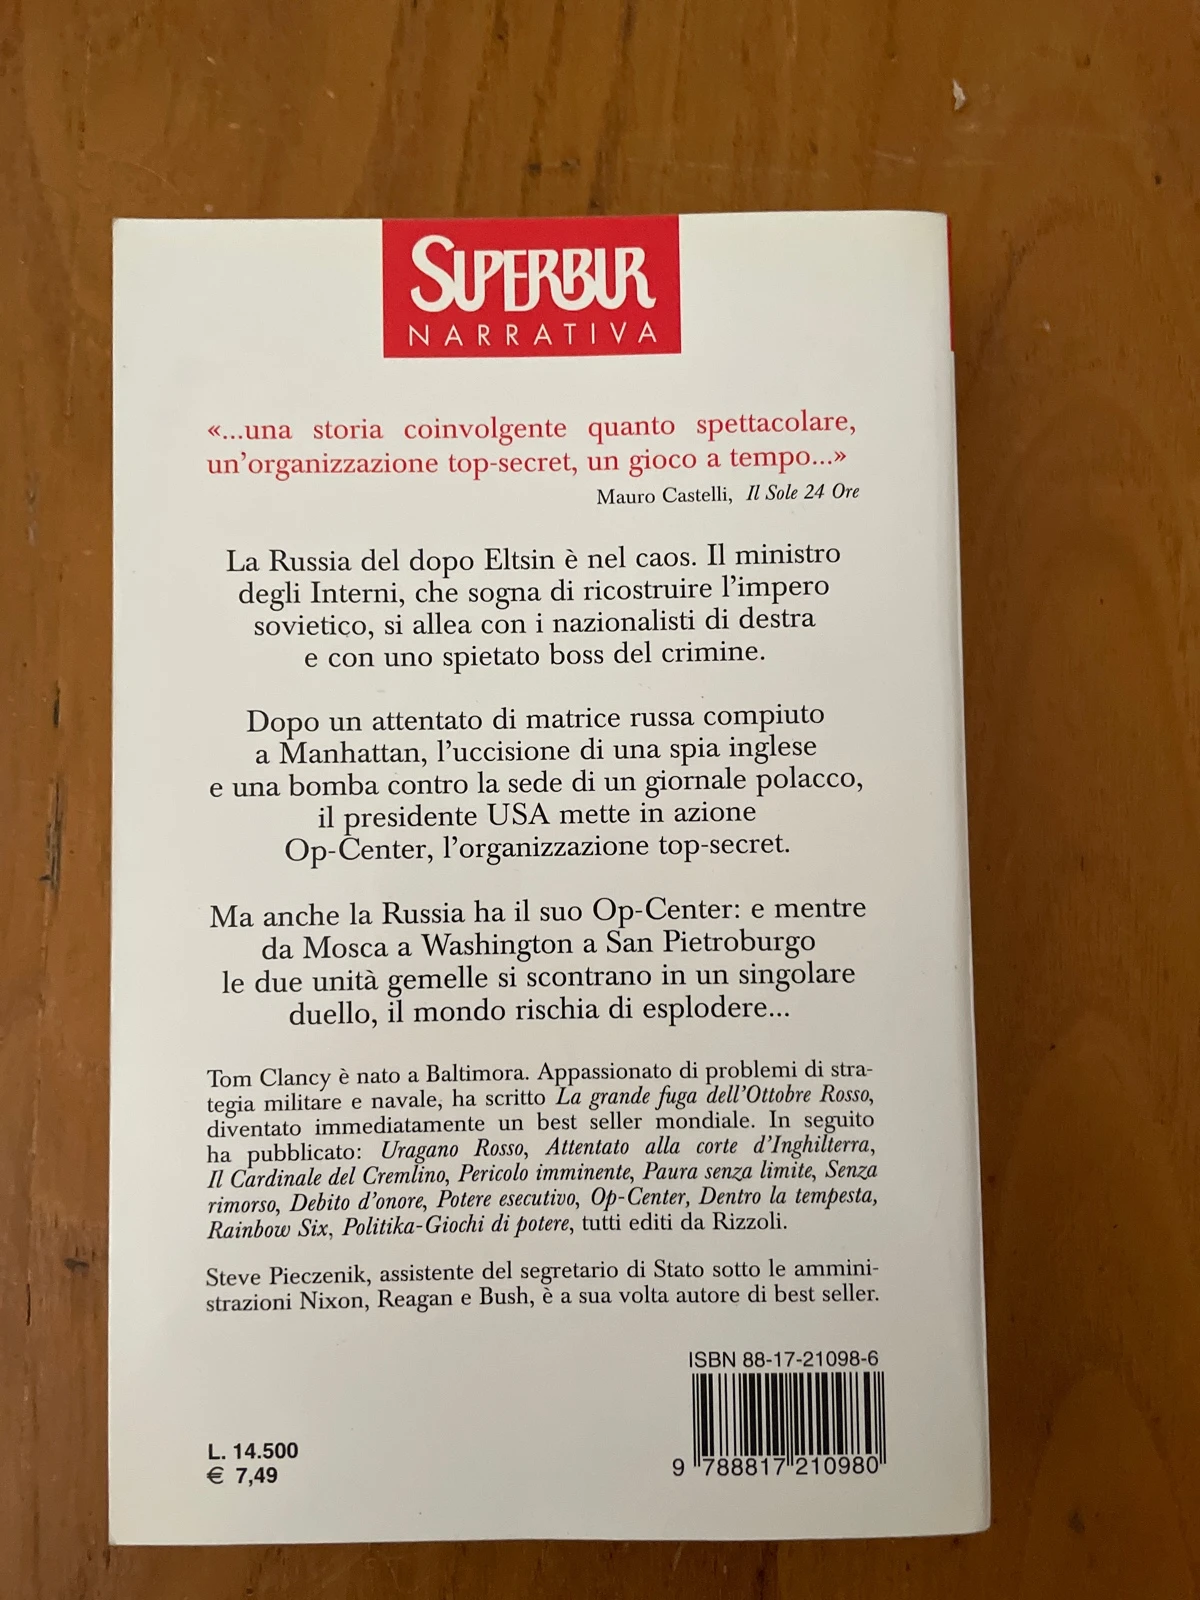 SUPERBUR
NARRATIVA
«...una storia coinvolgente quanto spettacolare,
un'organizzazione top-secret, un gioco a tempo...»
Mauro Castelli, Il Sole 24 Ore
La Russia del dopo Eltsin è nel caos. Il ministro
degli Interni, che sogna di ricostruire l'impero
sovietico, si allea con i nazionalisti di destra
e con uno spietato boss del crimine.
Dopo un attentato di matrice russa compiuto
a Manhattan, l'uccisione di una spia inglese
e una bomba contro la sede di un giornale polacco,
il presidente USA mette in azione
Op-Center, l'organizzazione top-secret.
Ma anche la Russia ha il suo Op-Center: e mentre
da Mosca a Washington a San Pietroburgo
le due unità gemelle si scontrano in un singolare
duello, il mondo rischia di esplodere...
Tom Clancy è nato a Baltimora. Appassionato di problemi di stra-
tegia militare e navale, ha scritto La grande fuga dell'Ottobre Rosso,
diventato immediatamente un best seller mondiale. In seguito
ha pubblicato: Uragano Rosso, Attentato alla corte d'Inghilterra,
Il Cardinale del Cremlino, Pericolo imminente, Paura senza limite, Senza
rimorso, Debito d'onore, Potere esecutivo, Op-Center, Dentro la tempesta,
Rainbow Six, Politika-Giochi di potere, tutti editi da Rizzoli.
Steve Pieczenik, assistente del segretario di Stato sotto le ammini-
strazioni Nixon, Reagan e Bush, è a sua volta autore di best seller.
ISBN 88-17-21098-6
L. 14.500
€ 7,49
9 788817 210980